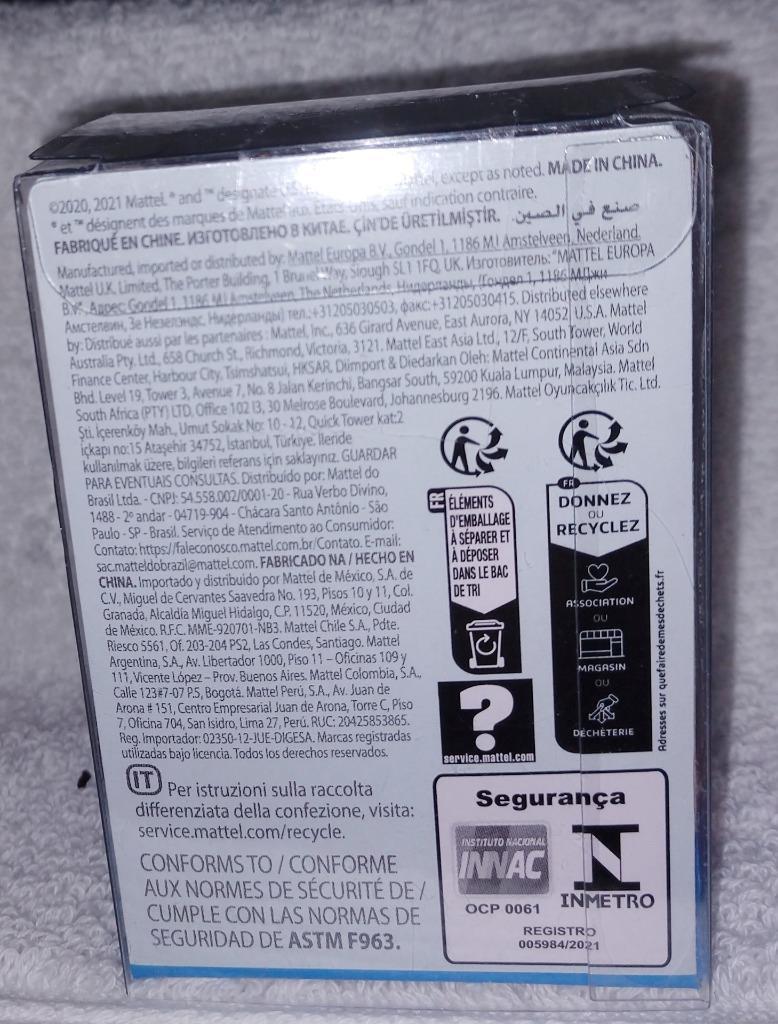 ©2020, 2021 Mattel. ® and ™ designate U.S. except as noted. MADE IN CHINA.
® et ™ désignent des marques de Mattel aux États-Unis, sauf indication contraire.
FABRIQUÉ EN CHINE. ИЗГОТОВЛЕНО В КИТАЕ. ÇİN'DE ÜRETİLMİŞTİR. صنع في الصين
Manufactured, imported or distributed by: Mattel Europa B.V., Gondel 1, 1186 MJ Amstelveen, Nederland.
Mattel U.K. Limited, The Porter Building, 1 Brunel Way, Slough SL1 1FQ, UK. Изготовитель: "MATTEL EUROPA
B.V.", Адрес: Gondel 1, 1186 MJ Amstelveen, The Netherlands, Нидерланды, (Гондел 1, 1186 МДжи
Амстелвин, Зе Незелэндс, Нидерланды) тел.:+31205030503, факс:+31205030415. Distributed elsewhere
by: Distribué aussi par les partenaires : Mattel, Inc., 636 Girard Avenue, East Aurora, NY 14052, U.S.A. Mattel
Australia Pty. Ltd., 658 Church St., Richmond, Victoria, 3121. Mattel East Asia Ltd., 12/F, South Tower, World
Finance Center, Harbour City, Tsimshatsui, HKSAR. Diimport & Diedarkan Oleh: Mattel Continental Asia Sdn
Bhd. Level 19, Tower 3, Avenue 7, No. 8 Jalan Kerinchi, Bangsar South, 59200 Kuala Lumpur, Malaysia. Mattel
South Africa (PTY) LTD, Office 102 I3, 30 Melrose Boulevard, Johannesburg 2196. Mattel Oyuncakçılık Tic. Ltd.
Şti. İçerenköy Mah., Umut Sokak No: 10 - 12, Quick Tower kat:2
içkapı no:15 Ataşehir 34752, İstanbul, Türkiye. İleride
kullanılmak üzere, bilgileri referans için saklayınız. GUARDAR
PARA EVENTUAIS CONSULTAS. Distribuído por: Mattel do
Brasil Ltda. - CNPJ: 54.558.002/0001-20 - Rua Verbo Divino,
1488 - 2º andar - 04719-904 - Chácara Santo Antônio - São
Paulo - SP - Brasil. Serviço de Atendimento ao Consumidor:
Contato: https://faleconosco.mattel.com.br/Contato. E-mail:
sac.matteldobrazil@mattel.com. FABRICADO NA / HECHO EN
CHINA. Importado y distribuido por Mattel de México, S.A. de
C.V., Miguel de Cervantes Saavedra No. 193, Pisos 10 y 11, Col.
Granada, Alcaldía Miguel Hidalgo, C.P. 11520, México, Ciudad
de México. R.F.C. MME-920701-NB3. Mattel Chile S.A., Pdte.
Riesco 5561, Of. 203-204 PS2, Las Condes, Santiago. Mattel
Argentina, S.A., Av. Libertador 1000, Piso 11 – Oficinas 109 y
111, Vicente López – Prov. Buenos Aires. Mattel Colombia, S.A.,
Calle 123#7-07 P.5, Bogotá. Mattel Perú, S.A., Av. Juan de
Arona # 151, Centro Empresarial Juan de Arona, Torre C, Piso
7, Oficina 704, San Isidro, Lima 27, Perú. RUC: 20425853865.
Reg. Importador: 02350-12-JUE-DIGESA. Marcas registradas
utilizadas bajo licencia. Todos los derechos reservados.
FR
ÉLÉMENTS
D'EMBALLAGE
À SÉPARER ET
À DÉPOSER
DANS LE BAC
DE TRI
FR
DONNEZ
OU
RECYCLEZ
ASSOCIATION
OU
MAGASIN
OU
DÉCHÈTERIE
Adresses sur quefairedemesdechets.fr
?
service.mattel.com
IT Per istruzioni sulla raccolta
differenziata della confezione, visita:
service.mattel.com/recycle.
CONFORMS TO / CONFORME
AUX NORMES DE SÉCURITÉ DE /
CUMPLE CON LAS NORMAS DE
SEGURIDAD DE ASTM F963.
Segurança
INSTITUTO NACIONAL
INNAC
OCP 0061
N
INMETRO
REGISTRO
005984/2021